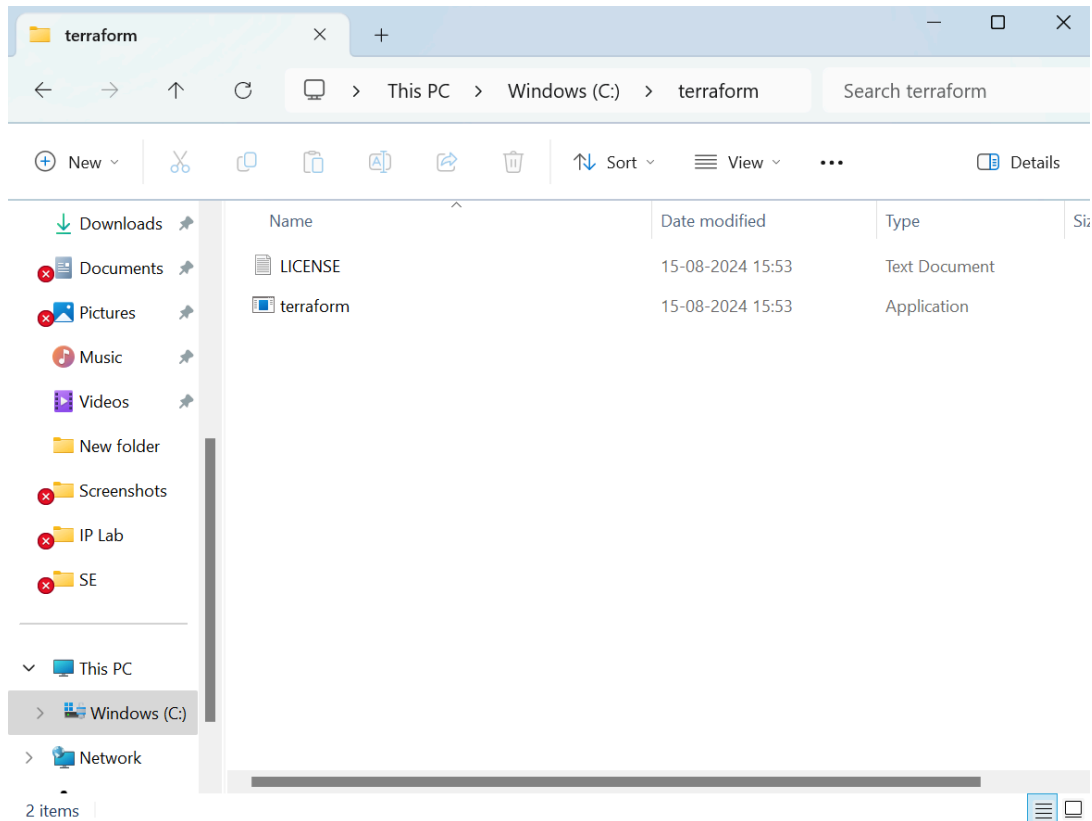 terraform
This PC Windows (C:) terraform Search terraform
New Sort View Details
Name Date modified Type Siz
Downloads
Documents
Pictures
Music
Videos
New folder
Screenshots
IP Lab
SE
This PC
Windows (C:)
Network
LICENSE 15-08-2024 15:53 Text Document
terraform 15-08-2024 15:53 Application
2 items